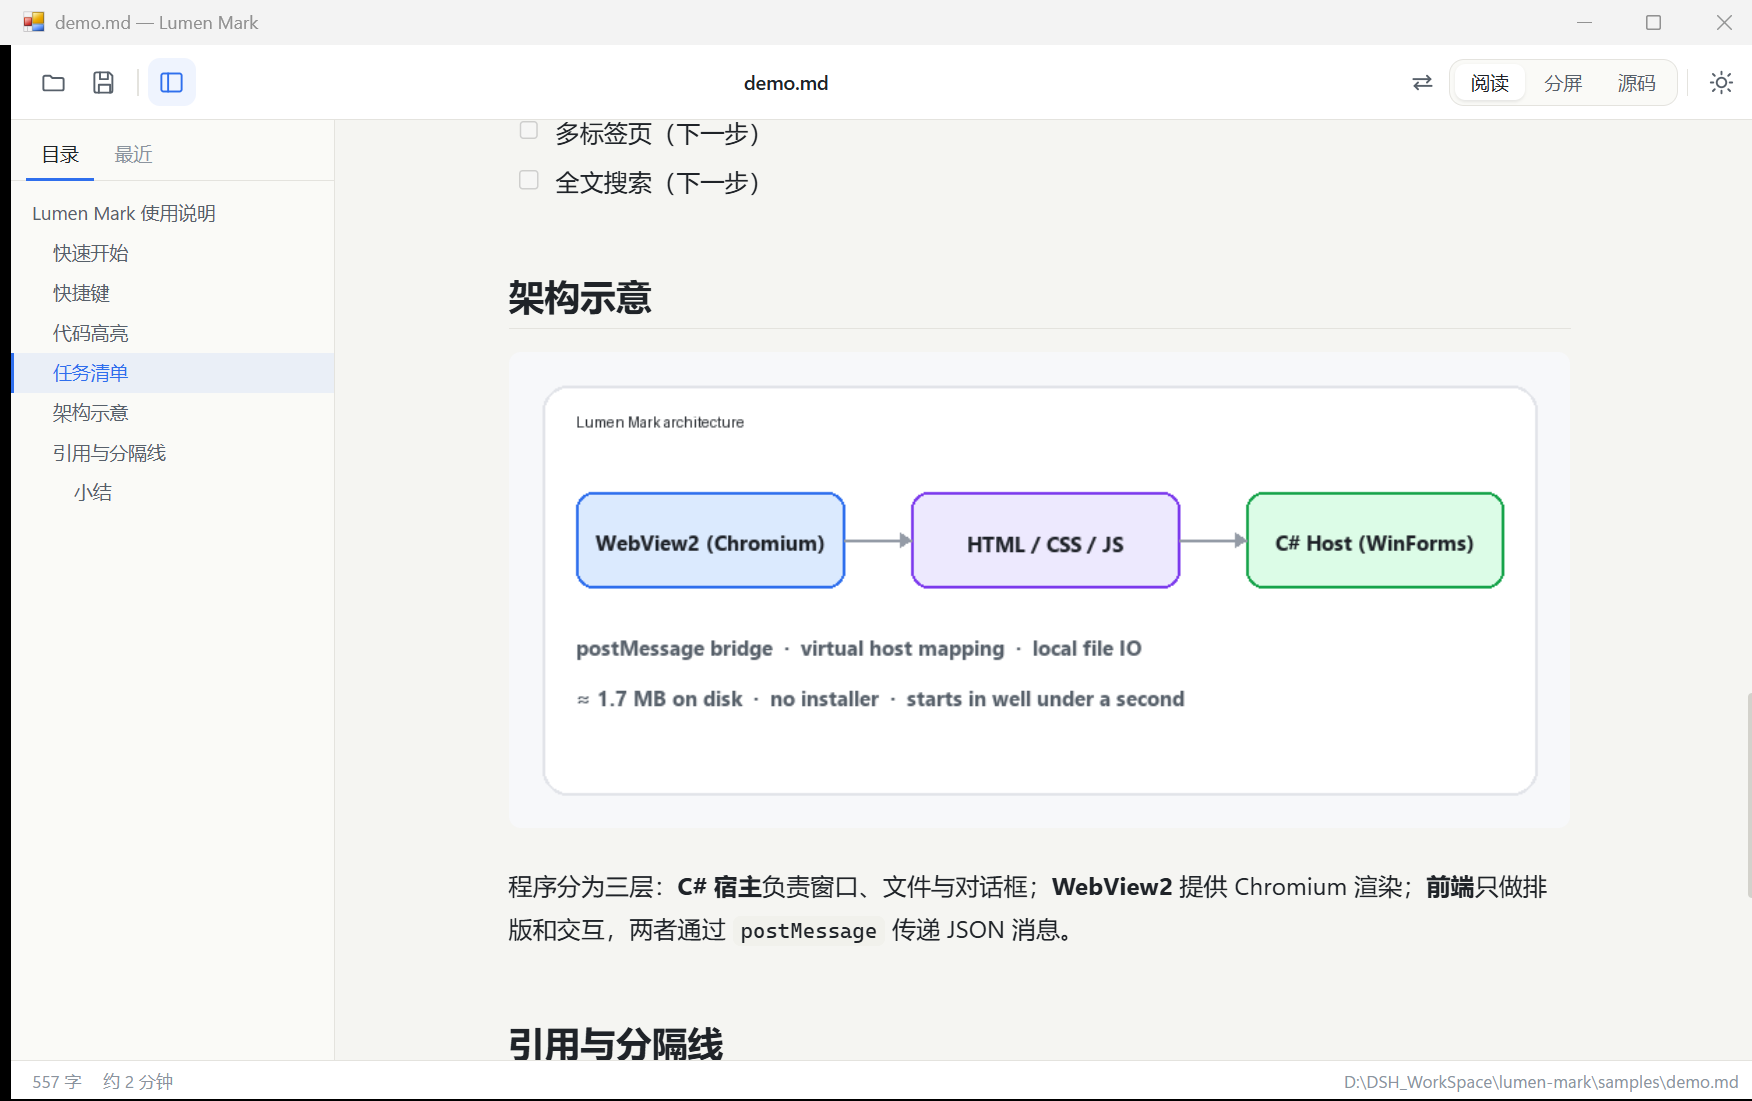 demo.md — Lumen Mark
demo.md
阅读
分屏
源码
目录
最近
Lumen Mark 使用说明
快速开始
快捷键
代码高亮
任务清单
架构示意
引用与分隔线
小结
多标签页（下一步）
全文搜索（下一步）
架构示意
Lumen Mark architecture
WebView2 (Chromium)
HTML / CSS / JS
C# Host (WinForms)
postMessage bridge · virtual host mapping · local file IO
≈ 1.7 MB on disk · no installer · starts in well under a second
程序分为三层：C# 宿主负责窗口、文件与对话框；WebView2 提供 Chromium 渲染；前端只做排
版和交互，两者通过 postMessage 传递 JSON 消息。
引用与分隔线
557 字
约 2 分钟
D:\DSH_WorkSpace\lumen-mark\samples\demo.md